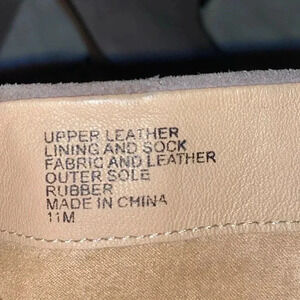 UPPER LEATHER
LINING AND SOCK
FABRIC AND LEATHER
OUTER SOLE
RUBBER
MADE IN CHINA
11M